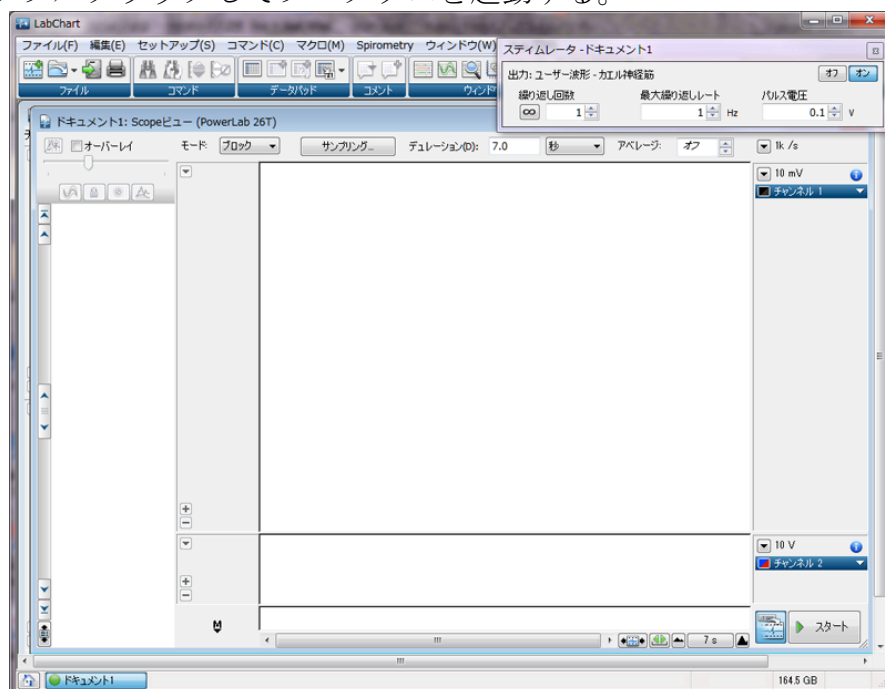 LabChart
ファイル(F) 編集(E) セットアップ(S) コマンド(C) マクロ(M) Spirometry ウィンドウ(W)
ファイル コマンド データパッド コメント
スティムレータ -ドキュメント1
出力: ユーザー波形 - カエル神経筋 オフ オン
繰り返し回数 最大繰り返しレート パルス電圧
∞ 1 1 Hz 0.1 V
ドキュメント1: Scopeビュー (PowerLab 26T)
オーバーレイ モード: ブロック サンプリング... デュレーション(D): 7.0 秒 アベレージ: オフ 1k /s
10 mV
チャンネル 1
10 V
チャンネル 2
7 s スタート
ドキュメント1 164.5 GB